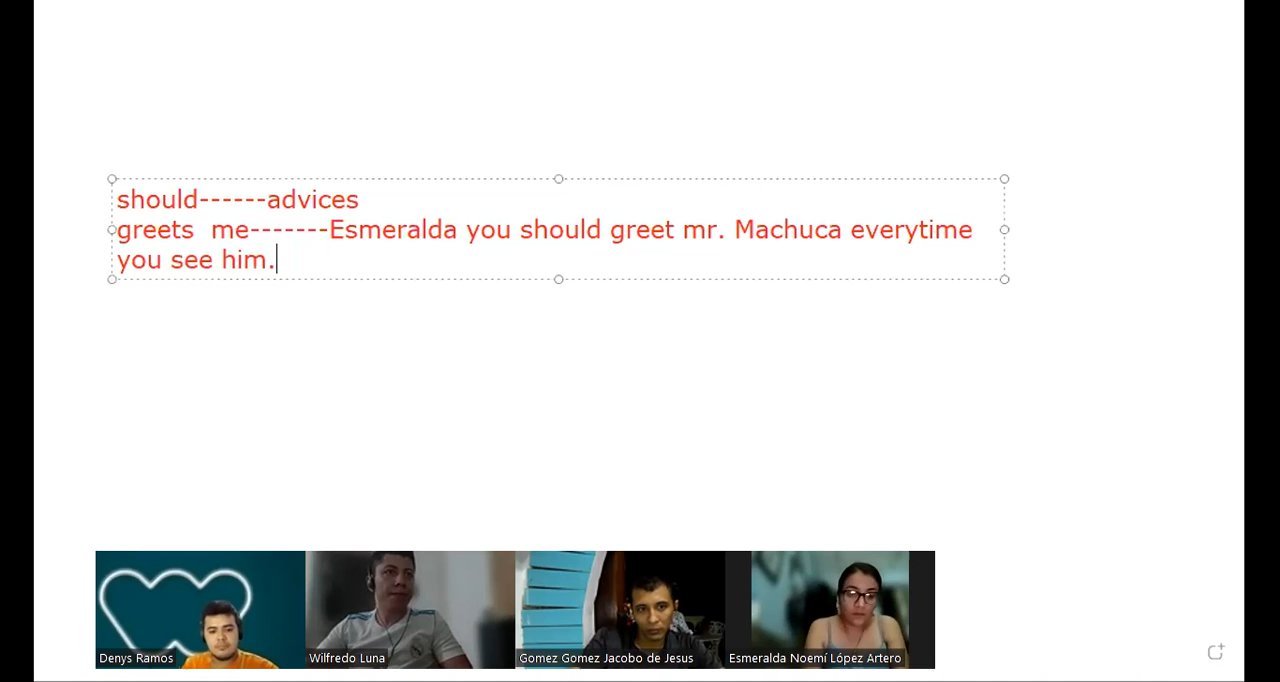 should------advices
greets  me-------Esmeralda you should greet mr. Machuca everytime
you see him.
Denys Ramos
Wilfredo Luna
Gomez Gomez Jacobo de Jesus
Esmeralda Noemí López Artero